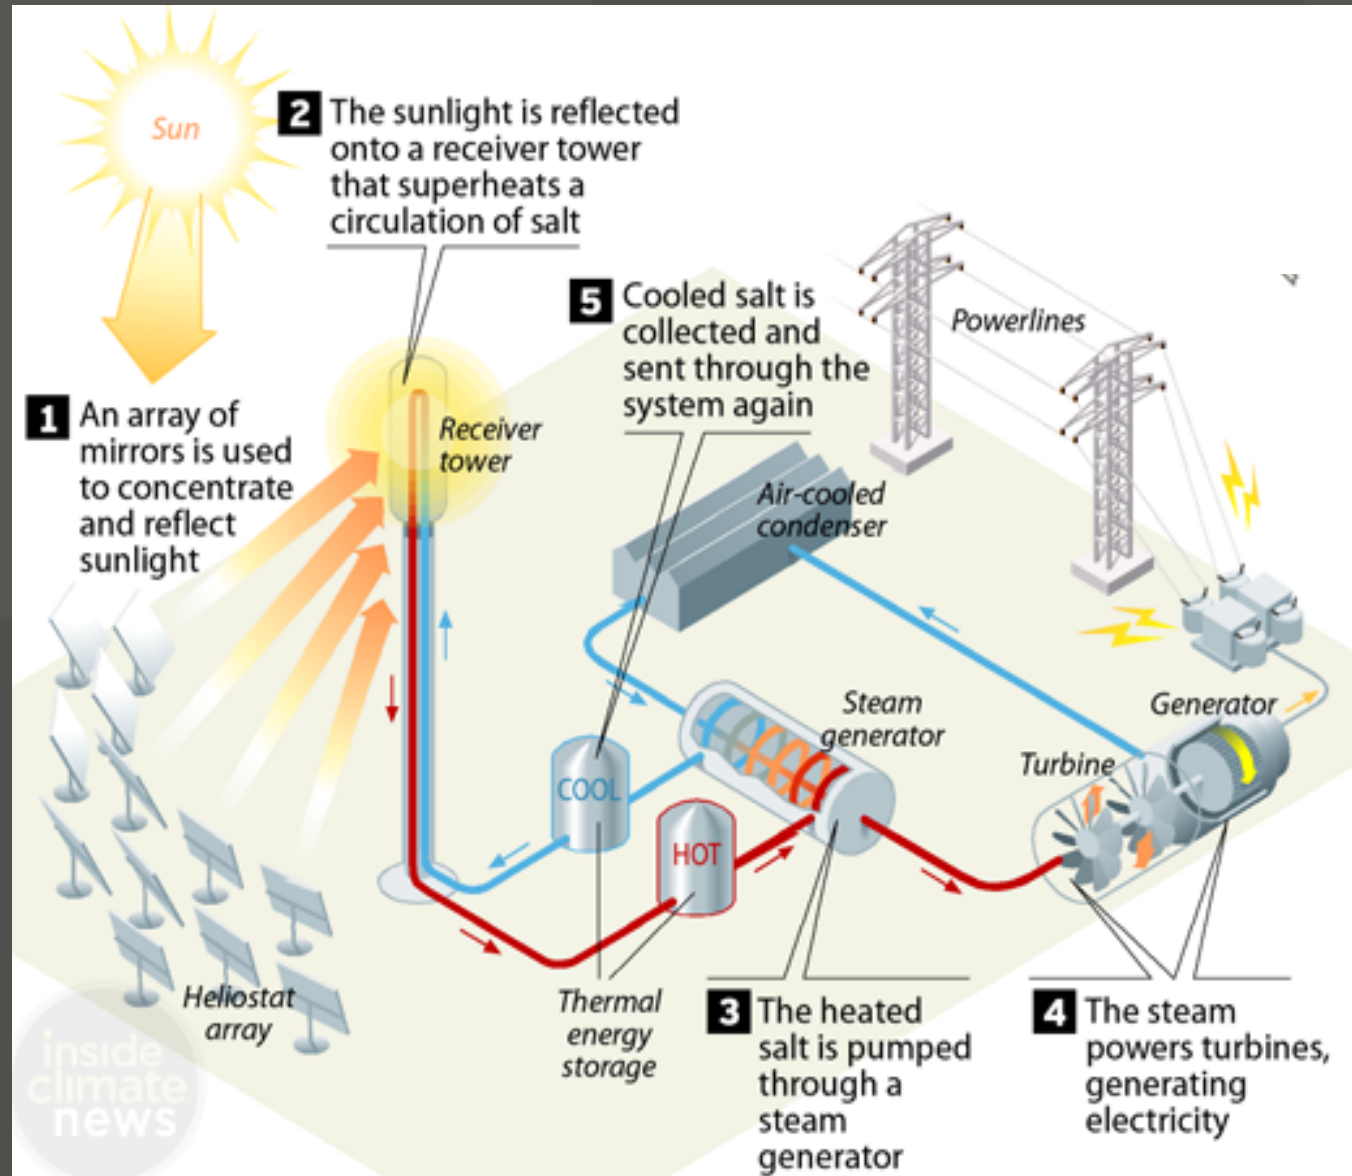 Sun
2 The sunlight is reflected
onto a receiver tower
that superheats a
circulation of salt
1 An array of
mirrors is used
to concentrate
and reflect
sunlight
Receiver
tower
5 Cooled salt is
collected and
sent through the
system again
Powerlines
Air-cooled
condenser
Steam
generator
Generator
Turbine
COOL
HOT
Heliostat
array
Thermal
energy
storage
3 The heated
salt is pumped
through a
steam
generator
4 The steam
powers turbines,
generating
electricity
inside
climate
news